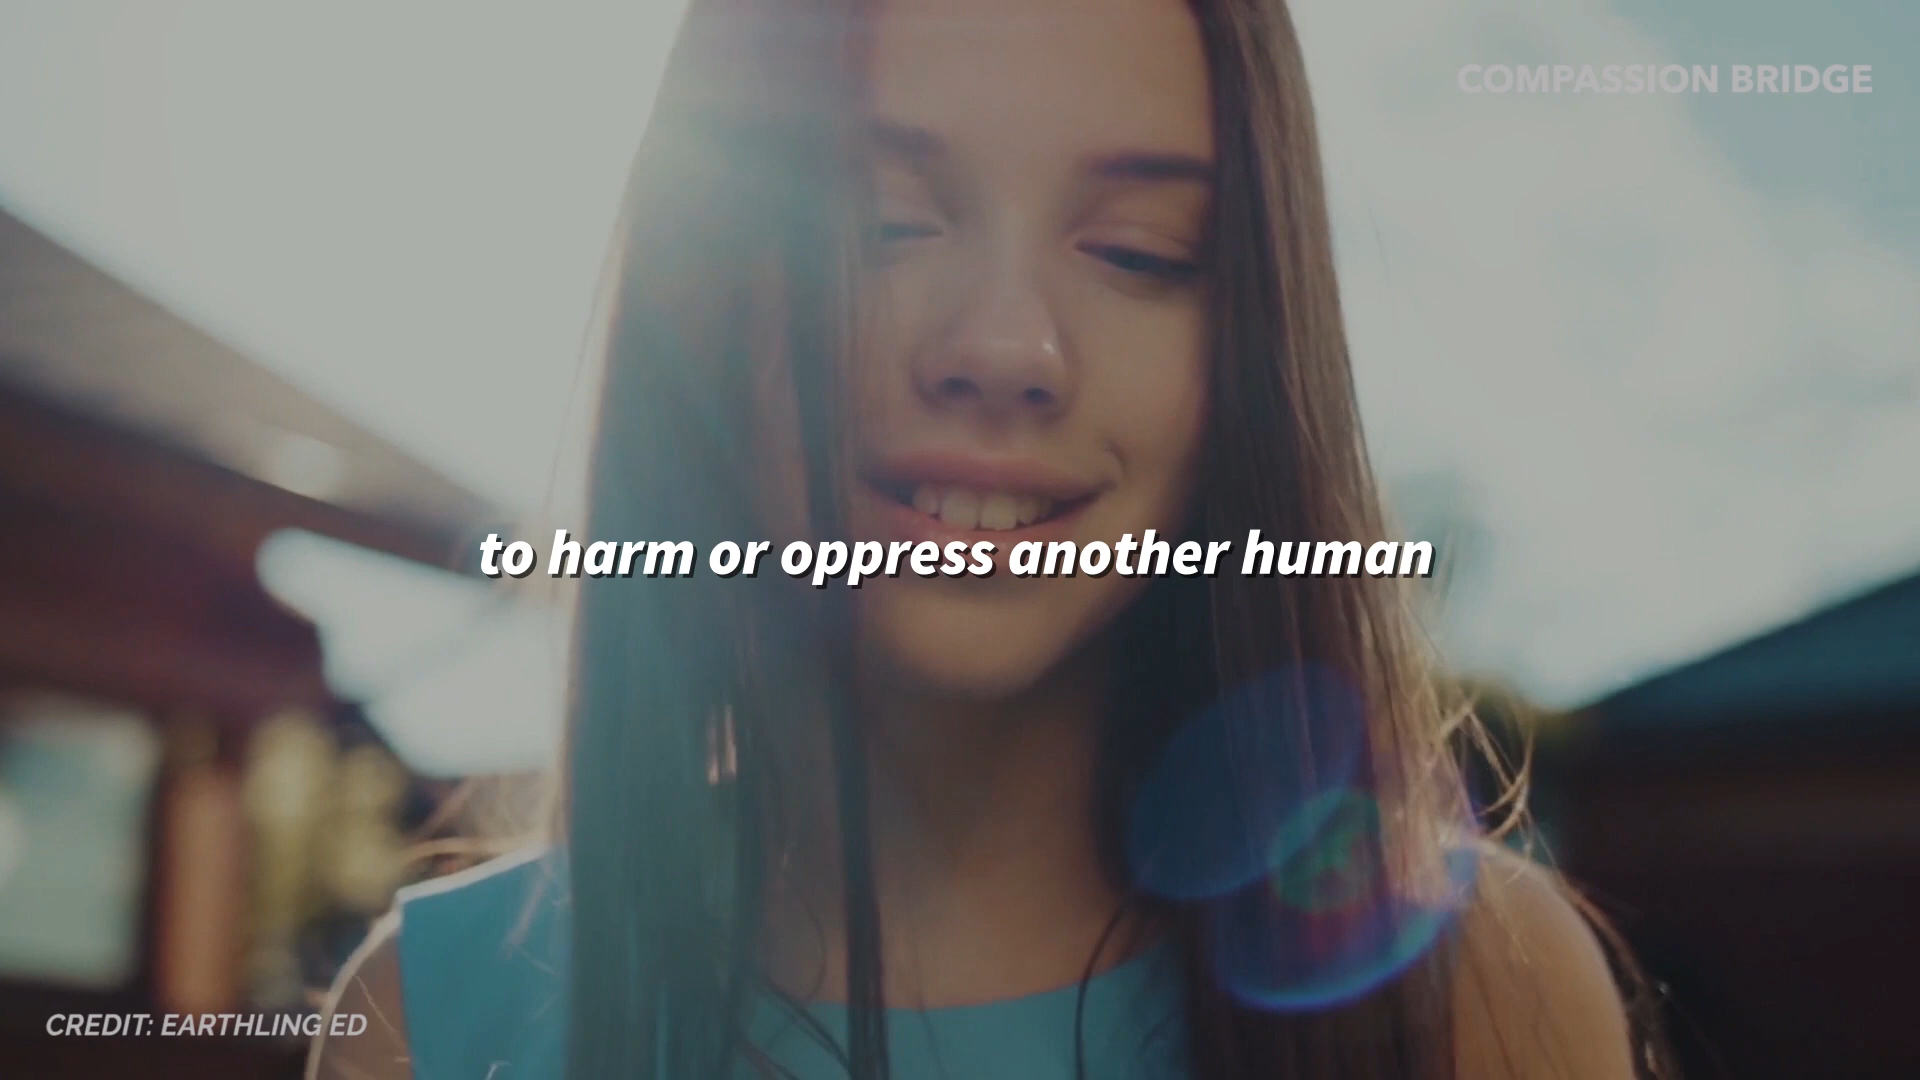 COMPASSION BRIDGE
to harm or oppress another human
CREDIT: EARTHLING ED